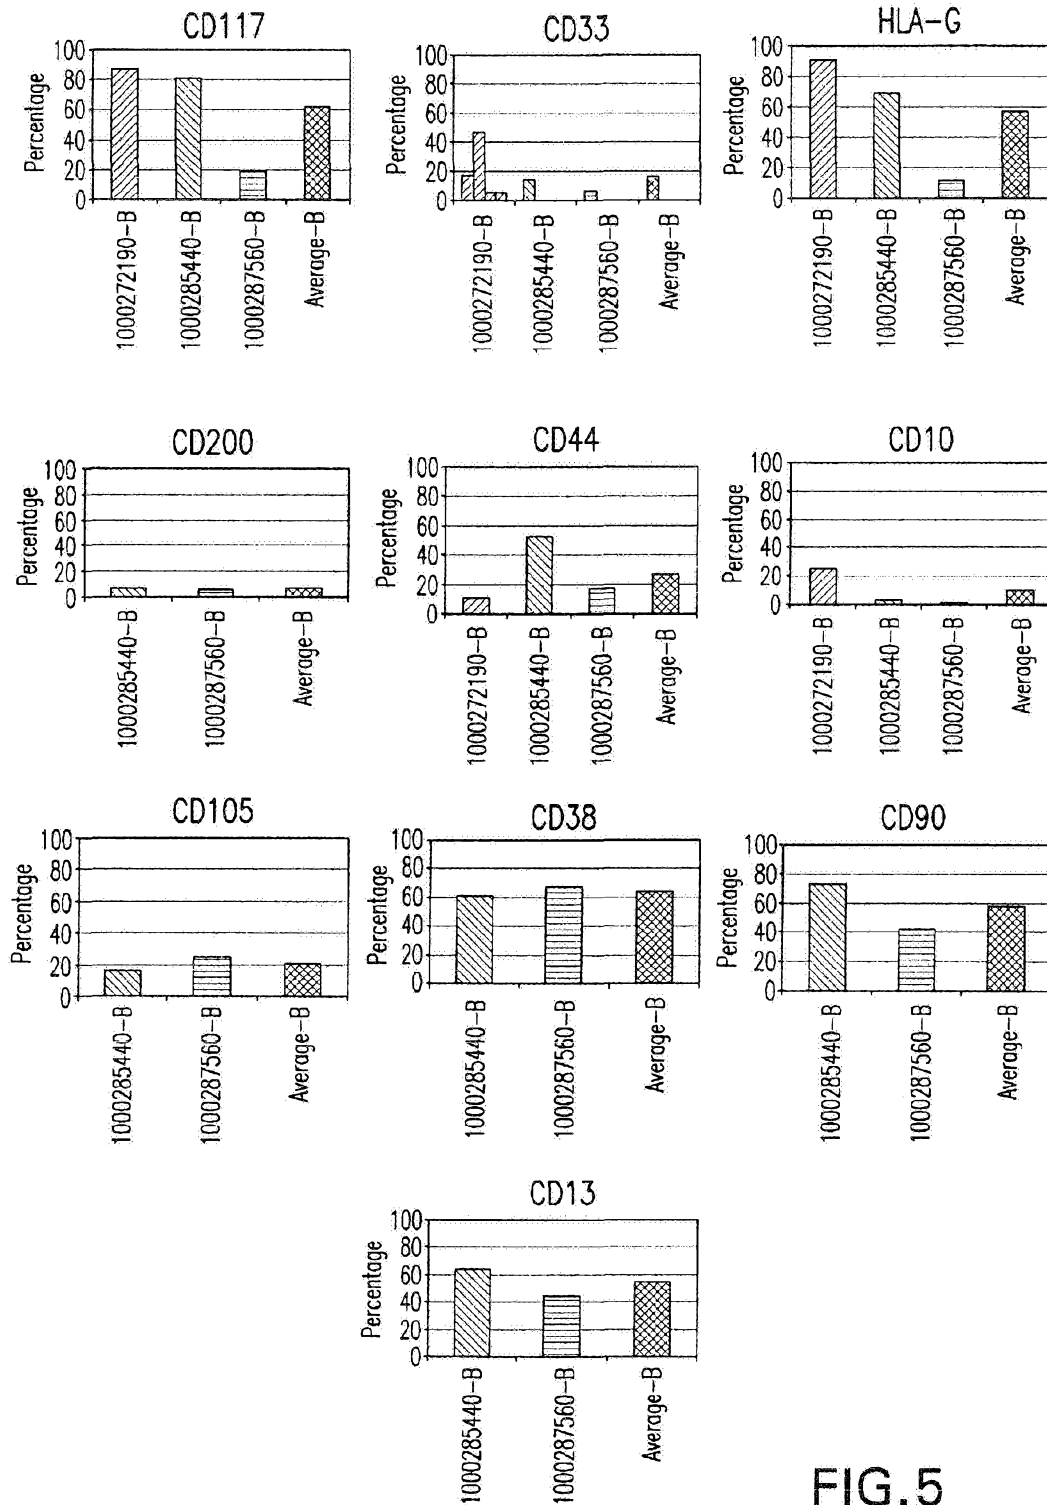 CD117
Percentage
100
80
60
40
20
0
1000272190-B
1000285440-B
1000287560-B
Average-B
CD33
Percentage
100
80
60
40
20
0
1000272190-B
1000285440-B
1000287560-B
Average-B
HLA-G
Percentage
100
80
60
40
20
0
1000272190-B
1000285440-B
1000287560-B
Average-B
CD200
Percentage
100
80
60
40
20
0
1000285440-B
1000287560-B
Average-B
CD44
Percentage
100
80
60
40
20
0
1000272190-B
1000285440-B
1000287560-B
Average-B
CD10
Percentage
100
80
60
40
20
0
1000272190-B
1000285440-B
1000287560-B
Average-B
CD105
Percentage
100
80
60
40
20
0
1000285440-B
1000287560-B
Average-B
CD38
Percentage
100
80
60
40
20
0
1000285440-B
1000287560-B
Average-B
CD90
Percentage
100
80
60
40
20
0
1000285440-B
1000287560-B
Average-B
CD13
Percentage
100
80
60
40
20
0
1000285440-B
1000287560-B
Average-B
FIG.5